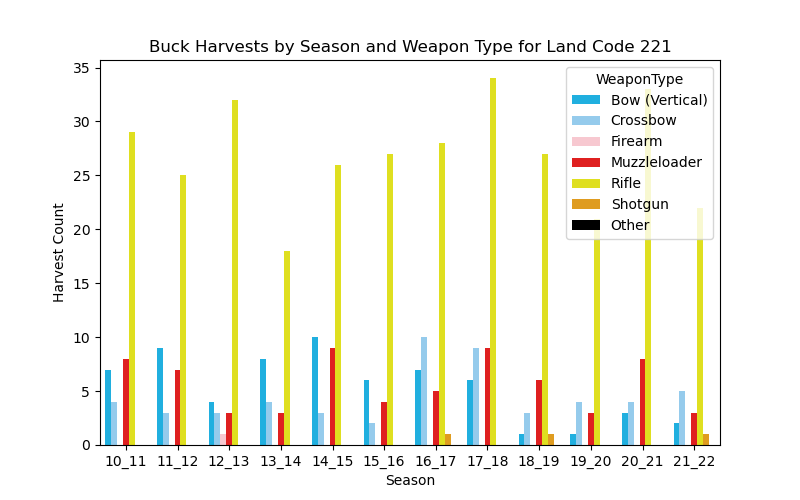 Buck Harvests by Season and Weapon Type for Land Code 221
WeaponType
Bow (Vertical)
Crossbow
Firearm
Muzzleloader
Rifle
Shotgun
Other
Harvest Count
35
30
25
20
15
10
5
0
10_11 11_12 12_13 13_14 14_15 15_16 16_17 17_18 18_19 19_20 20_21 21_22
Season